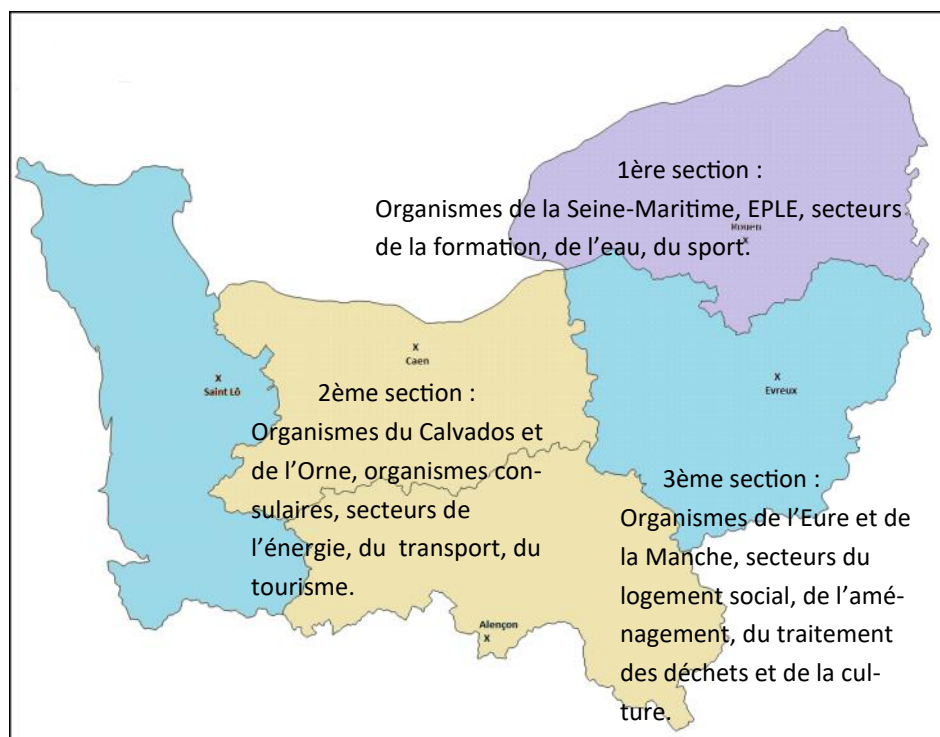 1ère section :
Organismes de la Seine-Maritime, EPLE, secteurs
Rouen
x
de la formation, de l'eau, du sport.
x
Caen
x
Saint Lô
x
Evreux
2ème section :
Organismes du Calvados et
de l'Orne, organismes con-
sulaires, secteurs de
l'énergie, du transport, du
tourisme.
3ème section :
Organismes de l'Eure et de
la Manche, secteurs du
logement social, de l'amé-
nagement, du traitement
des déchets et de la cul-
ture.
Alençon
x